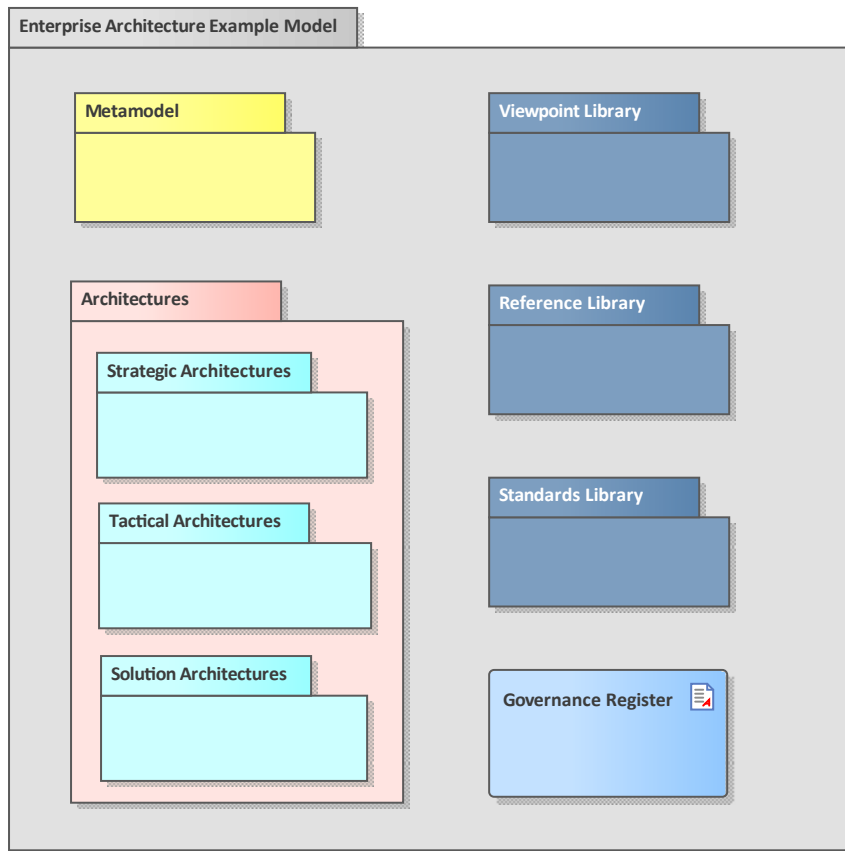 Enterprise Architecture Example Model
Metamodel
Viewpoint Library
Architectures
Reference Library
Strategic Architectures
Standards Library
Tactical Architectures
Solution Architectures
Governance Register